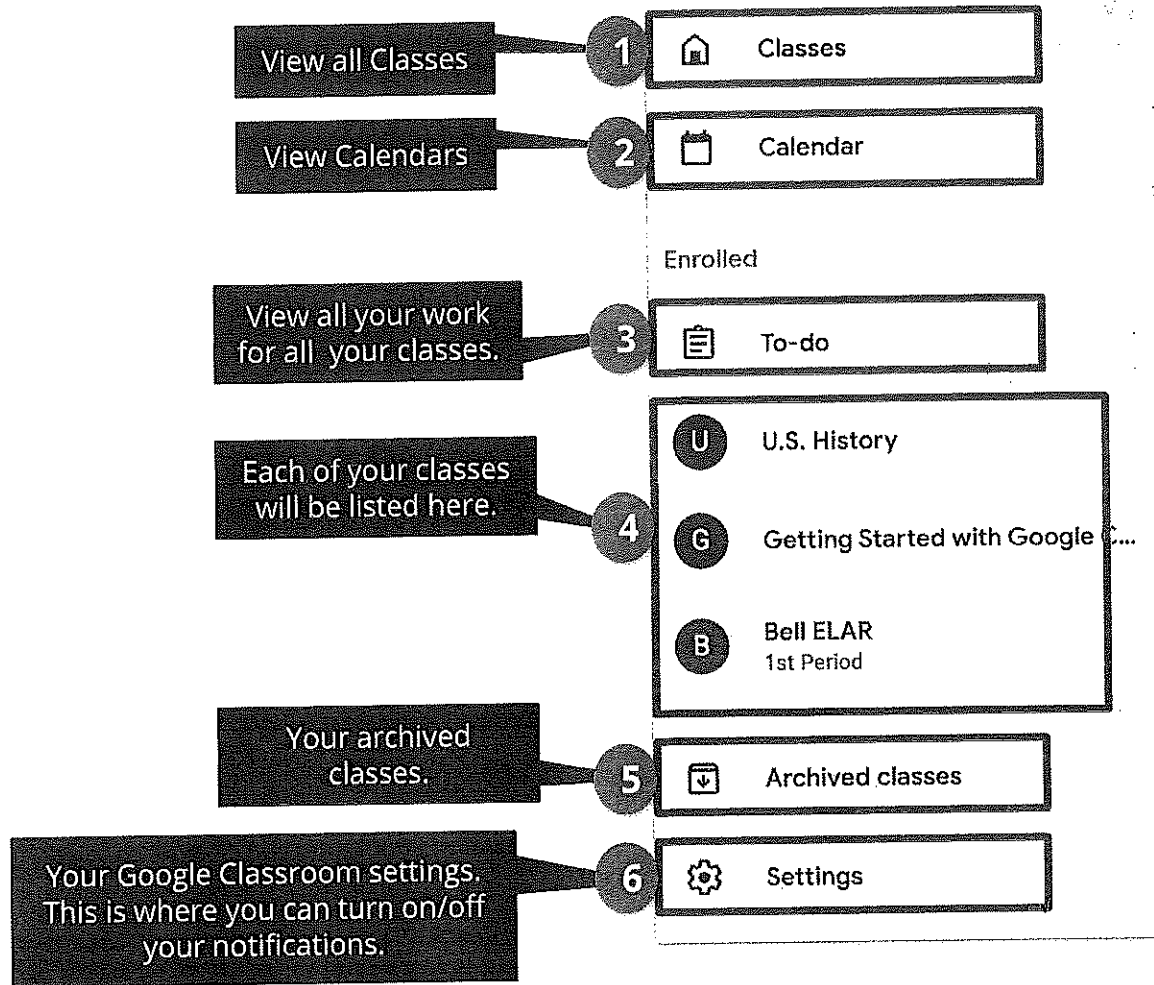 View all Classes
1
Classes
View Calendars
2
Calendar
Enrolled
View all your work
for all your classes.
3
To-do
Each of your classes
will be listed here.
4
U
U.S. History
G
Getting Started with Google C...
B
Bell ELAR
1st Period
Your archived
classes.
5
Archived classes
Your Google Classroom settings.
This is where you can turn on/off
your notifications.
6
Settings